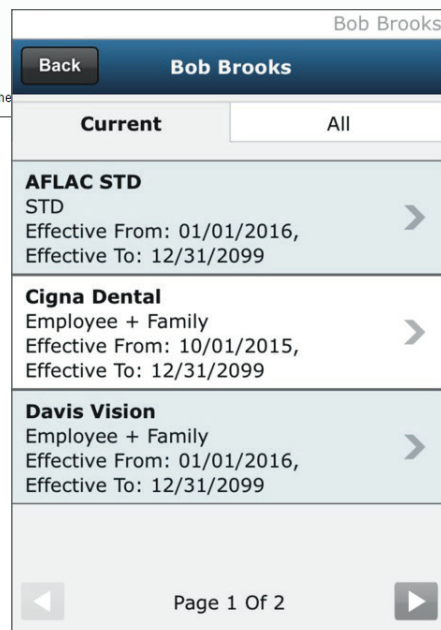 Bob Brooks
Back
Bob Brooks
he
Current
All
AFLAC STD
STD
Effective From: 01/01/2016,
Effective To: 12/31/2099
Cigna Dental
Employee + Family
Effective From: 10/01/2015,
Effective To: 12/31/2099
Davis Vision
Employee + Family
Effective From: 01/01/2016,
Effective To: 12/31/2099
Page 1 Of 2